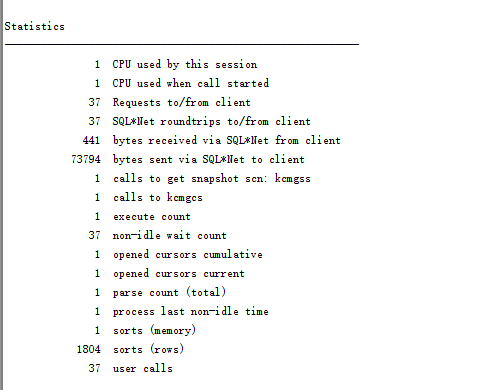 Statistics
1 CPU used by this session
1 CPU used when call started
37 Requests to/from client
37 SQL*Net roundtrips to/from client
441 bytes received via SQL*Net from client
73794 bytes sent via SQL*Net to client
1 calls to get snapshot scn: kcmgss
1 calls to kcmgcs
1 execute count
37 non-idle wait count
1 opened cursors cumulative
1 opened cursors current
1 parse count (total)
1 process last non-idle time
1 sorts (memory)
1804 sorts (rows)
37 user calls